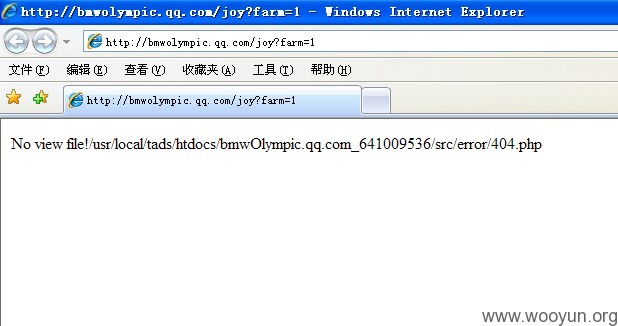 http://bmwolympic.qq.com/joy?farm=1 - Windows Internet Explorer
http://bmwolympic.qq.com/joy?farm=1
文件(F) 编辑(E) 查看(V) 收藏夹(A) 工具(T) 帮助(H)
http://bmwolympic.qq.com/joy?farm=1
No view file!/usr/local/tads/htdocs/bmwOlympic.qq.com_641009536/src/error/404.php
www.wooyun.org